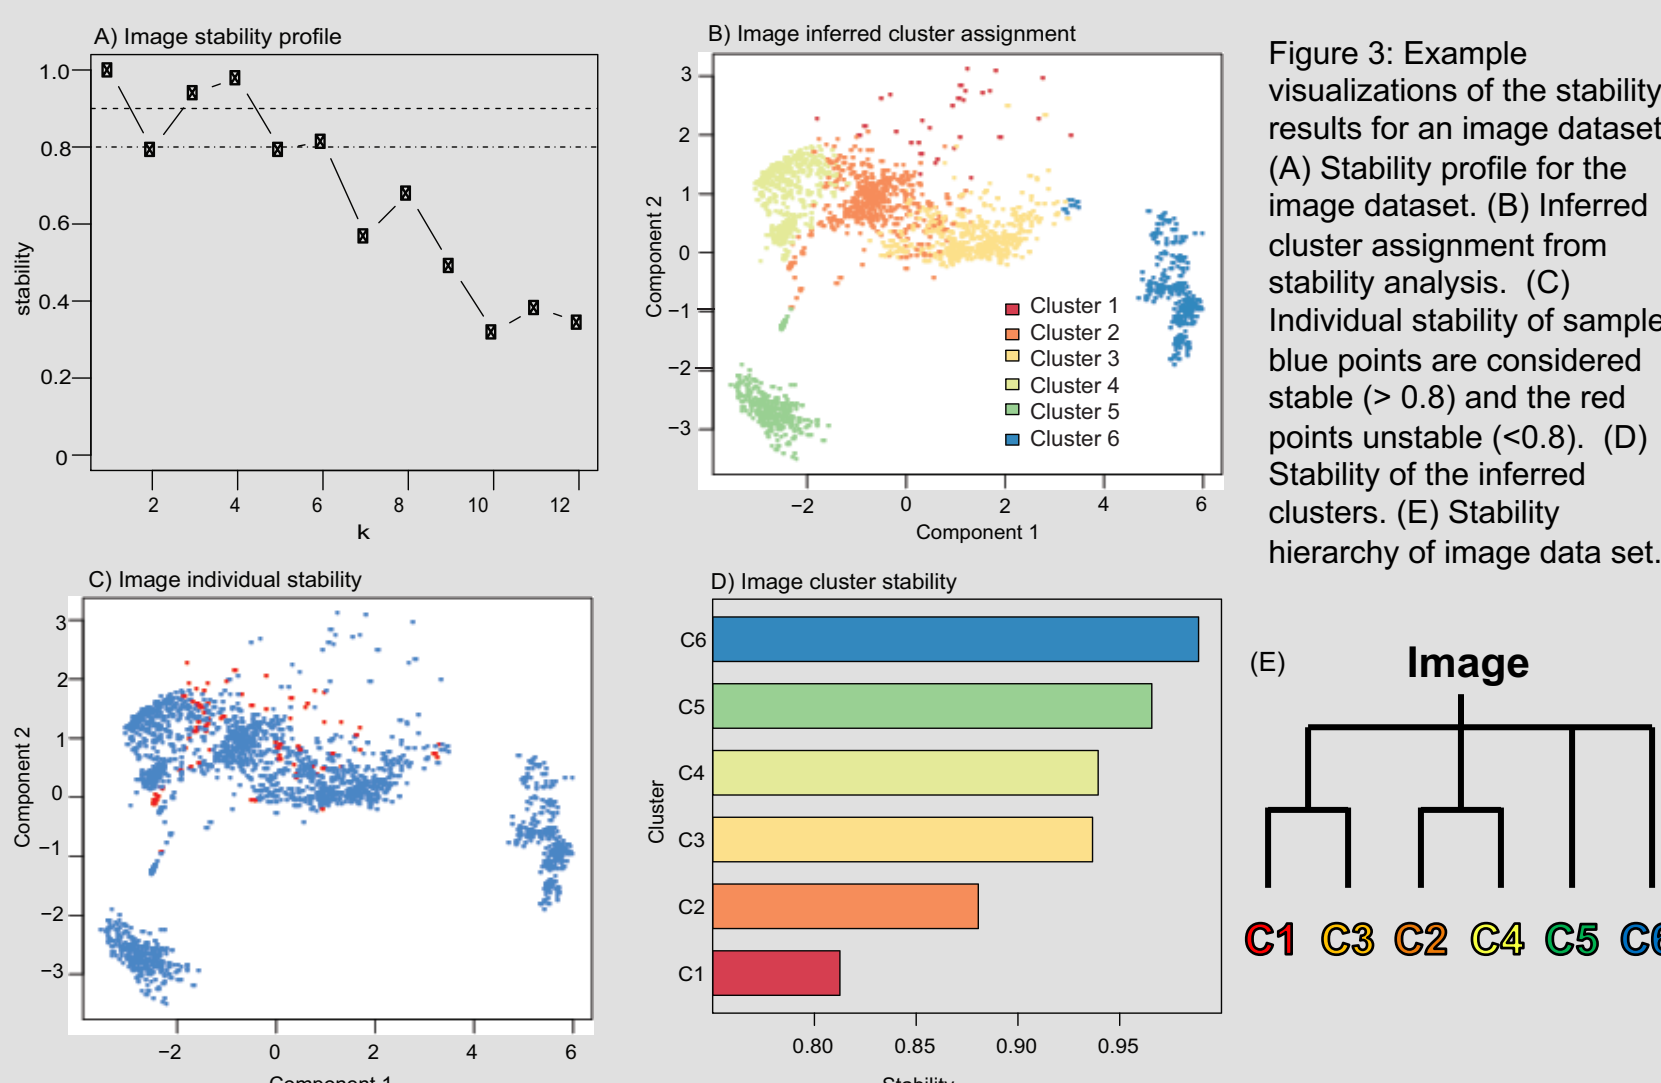 A) Image stability profile
1.0
0.8
0.6
0.4
0.2
0
stability
2
4
6
8
10
12
k
B) Image inferred cluster assignment
3
2
1
0
−1
−2
−3
Component 2
Cluster 1
Cluster 2
Cluster 3
Cluster 4
Cluster 5
Cluster 6
−2
0
2
4
6
Component 1
Figure 3: Example
visualizations of the stability
results for an image dataset
(A) Stability profile for the
image dataset. (B) Inferred
cluster assignment from
stability analysis. (C)
Individual stability of sample
blue points are considered
stable (> 0.8) and the red
points unstable (<0.8). (D)
Stability of the inferred
clusters. (E) Stability
hierarchy of image data set.
C) Image individual stability
3
2
1
0
−1
−2
−3
Component 2
−2
0
2
4
6
Component 1
D) Image cluster stability
C6
C5
C4
C3
C2
C1
Cluster
0.80
0.85
0.90
0.95
Stability
(E)
Image
C1 C3 C2 C4 C5 C6